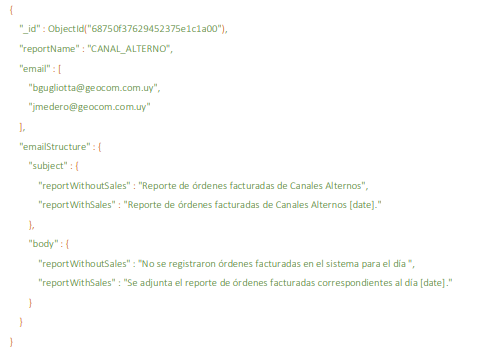 {
"_id" : ObjectId("68750f37629452375e1c1a00"),
"reportName" : "CANAL_ALTERNO",
"email" : [
"bgugliotta@geocom.com.uy",
"jmedero@geocom.com.uy"
],
"emailStructure" : {
"subject" : {
"reportWithoutSales" : "Reporte de órdenes facturadas de Canales Alternos",
"reportWithSales" : "Reporte de órdenes facturadas de Canales Alternos [date]."
},
"body" : {
"reportWithoutSales" : "No se registraron órdenes facturadas en el sistema para el día ",
"reportWithSales" : "Se adjunta el reporte de órdenes facturadas correspondientes al día [date]."
}
}
}